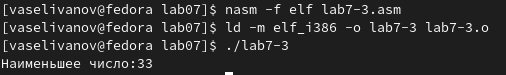 [vaselivanov@fedora lab07]$ nasm -f elf lab7-3.asm
[vaselivanov@fedora lab07]$ ld -m elf_i386 -o lab7-3 lab7-3.o
[vaselivanov@fedora lab07]$ ./lab7-3
Наименьшее число:33